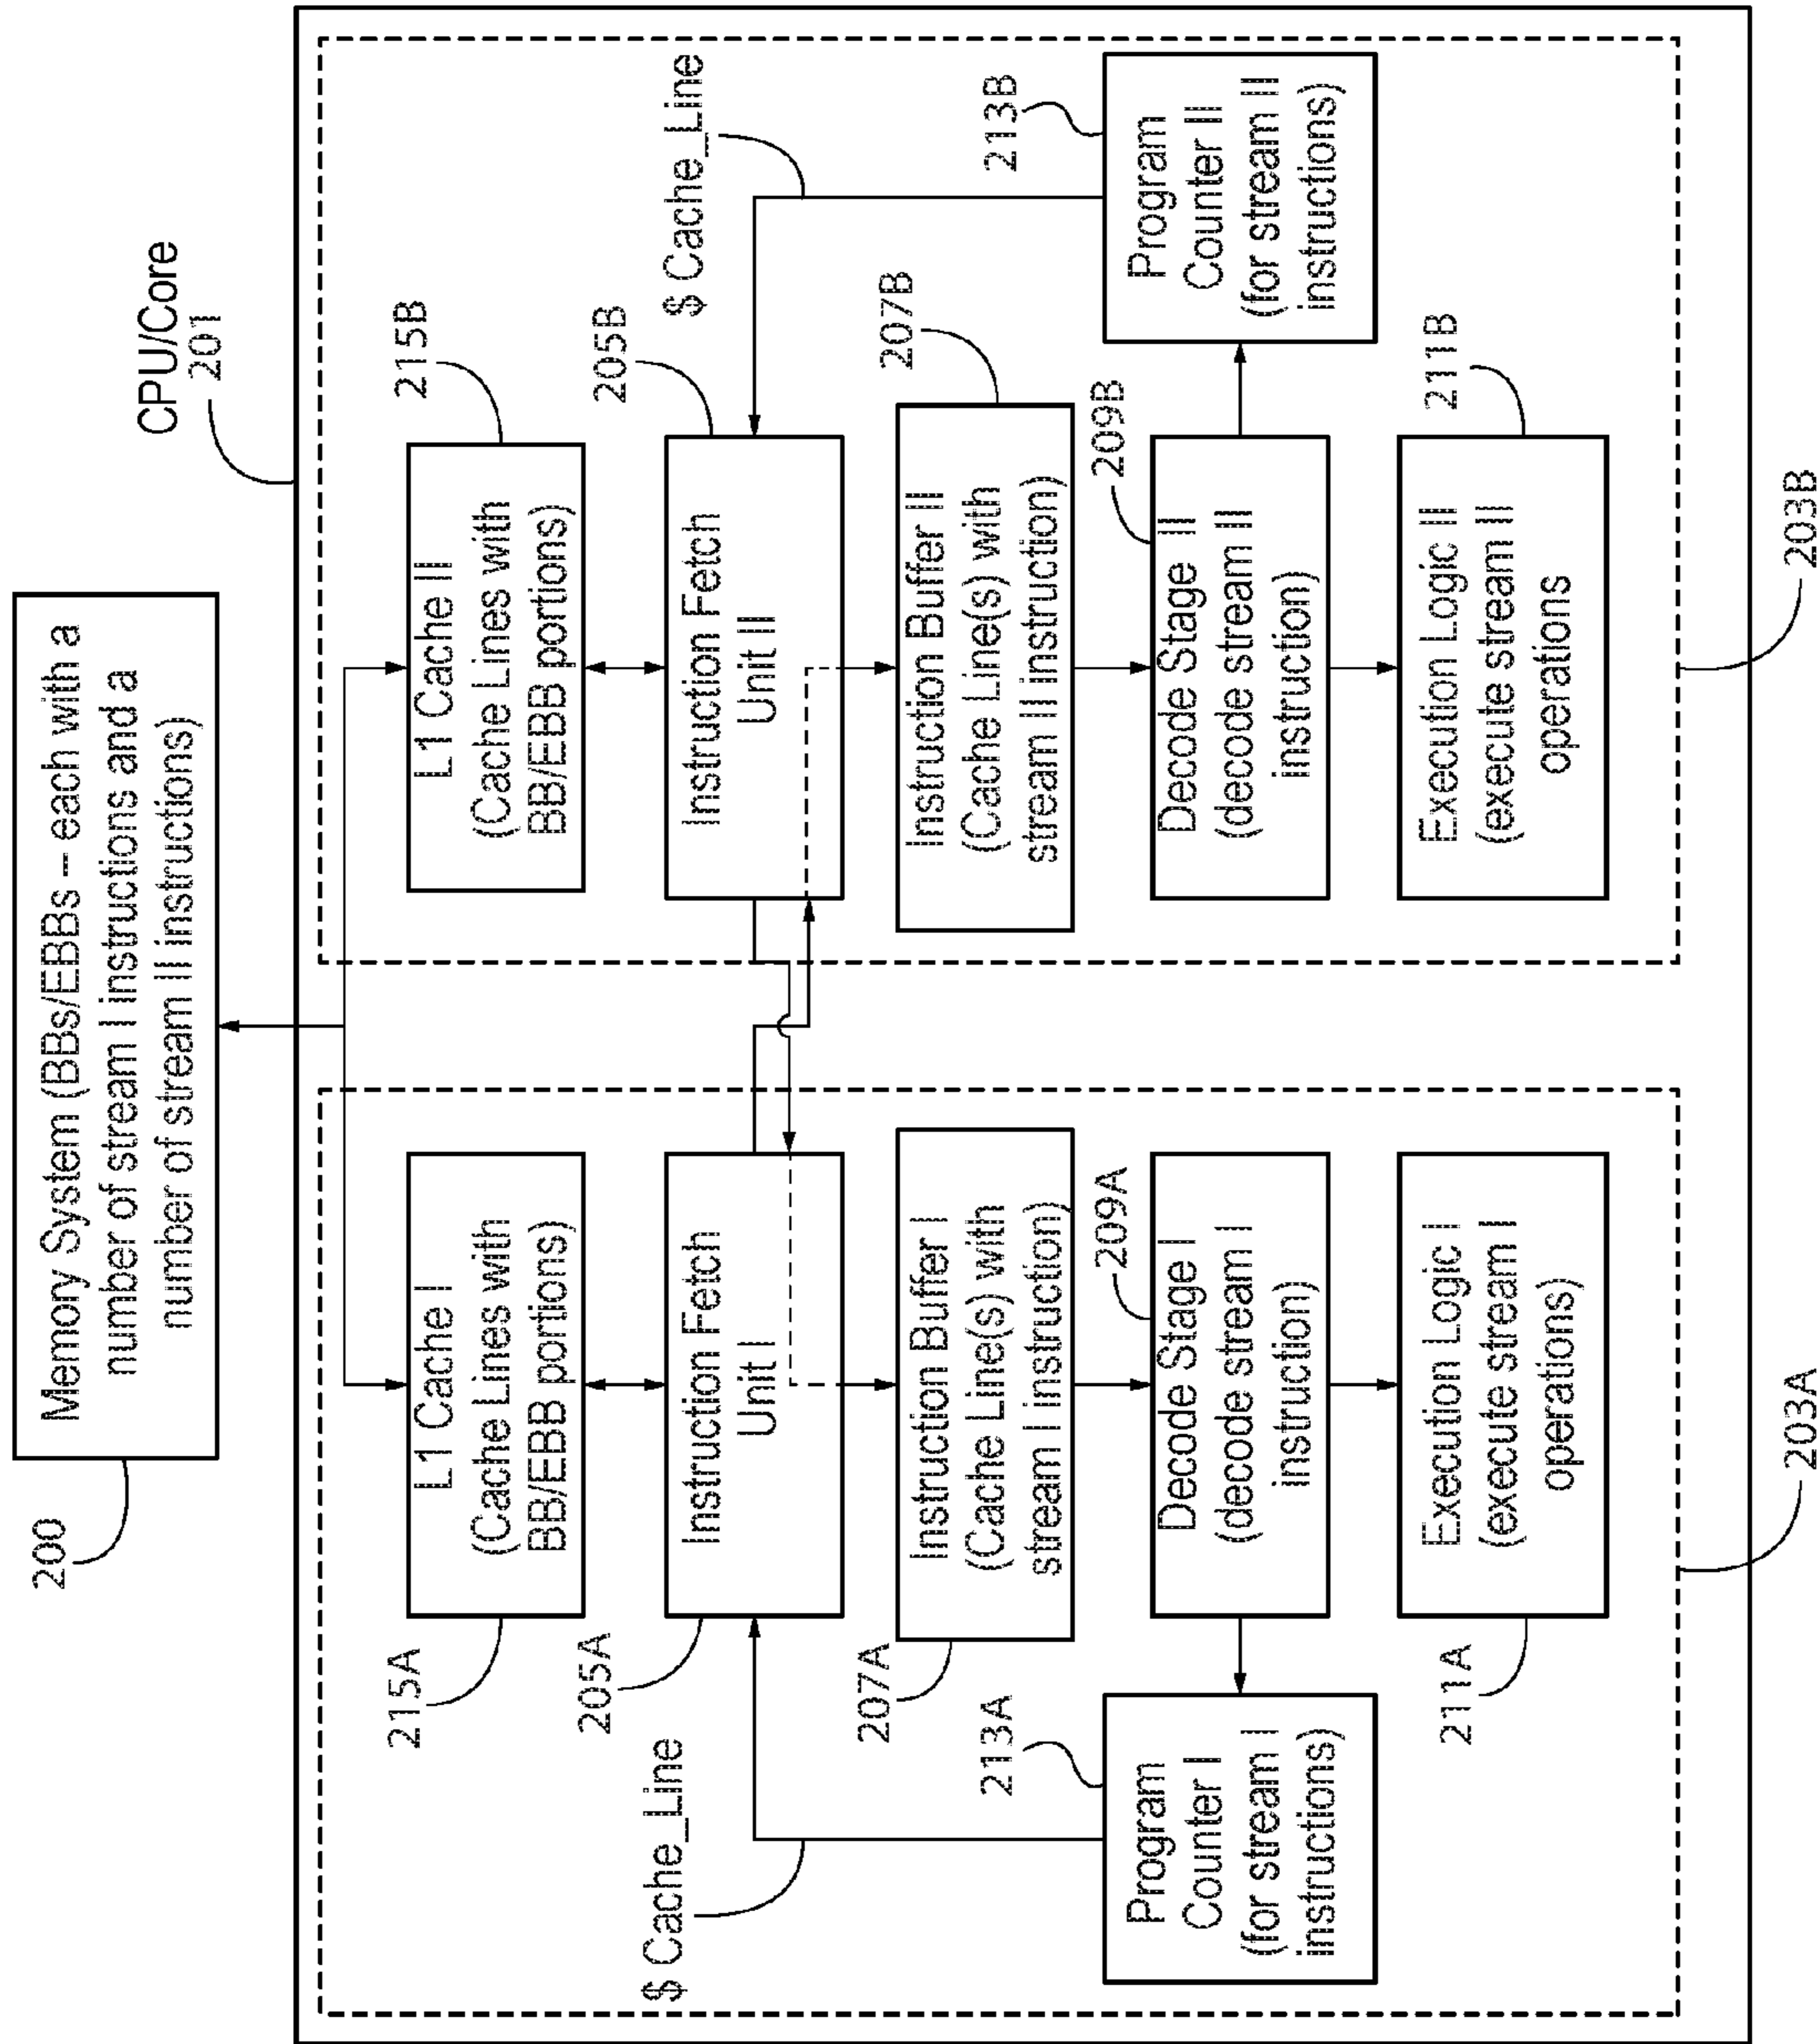 200
Memory System (BBs/EBBs – each with a
number of stream I instructions and a
number of stream II instructions)
CPU/Core
201
215A
L1 Cache I
(Cache Lines with
BB/EBB portions)
205A
Instruction Fetch
Unit I
$ Cache_Line
207A
Instruction Buffer I
(Cache Line(s) with
stream I instruction)
213A
Program
Counter I
(for stream I
instructions)
209A
Decode Stage I
(decode stream I
instruction)
211A
Execution Logic I
(execute stream I
operations)
203A
215B
L1 Cache II
(Cache Lines with
BB/EBB portions)
205B
Instruction Fetch
Unit II
$ Cache_Line
207B
Instruction Buffer II
(Cache Line(s) with
stream II instruction)
209B
Decode Stage II
(decode stream II
instruction)
213B
Program
Counter II
(for stream II
instructions)
211B
Execution Logic II
(execute stream II
operations
203B